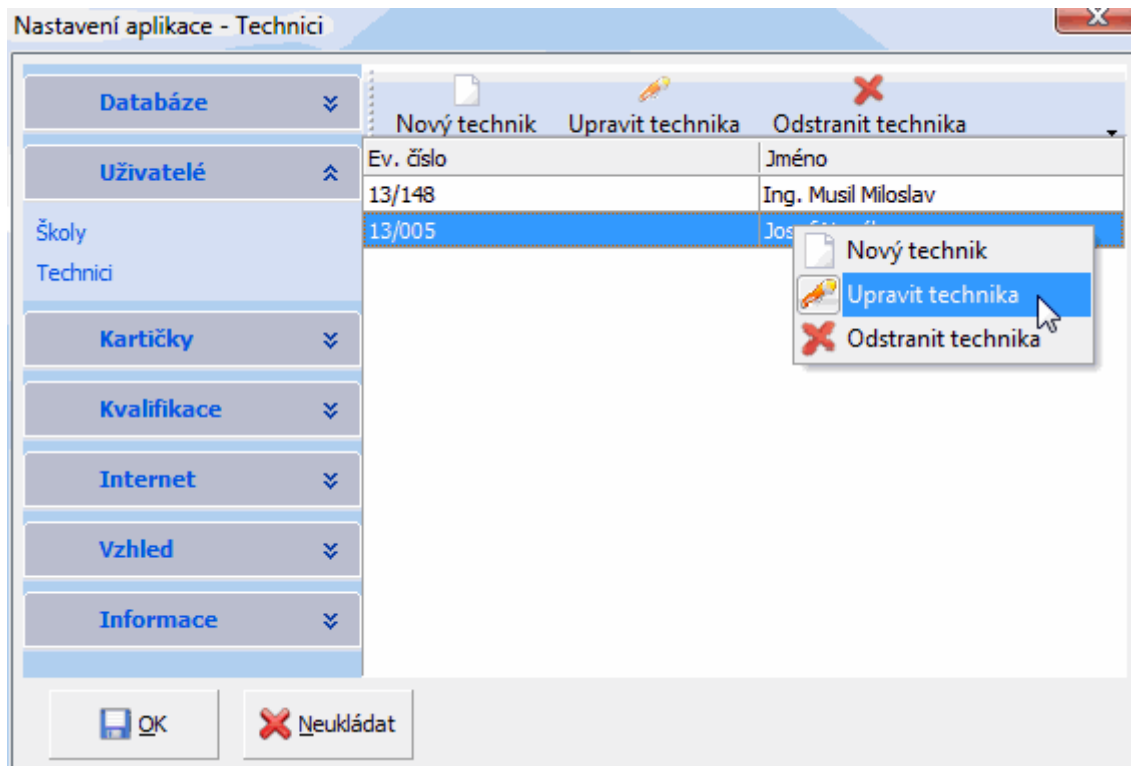 Nastavení aplikace - Technici
Databáze
Uživatelé
Školy
Technici
Kartičky
Kvalifikace
Internet
Vzhled
Informace
Nový technik Upravit technika Odstranit technika
Ev. číslo Jméno
13/148 Ing. Musil Miloslav
13/005
Nový technik
Upravit technika
Odstranit technika
OK Neukládat